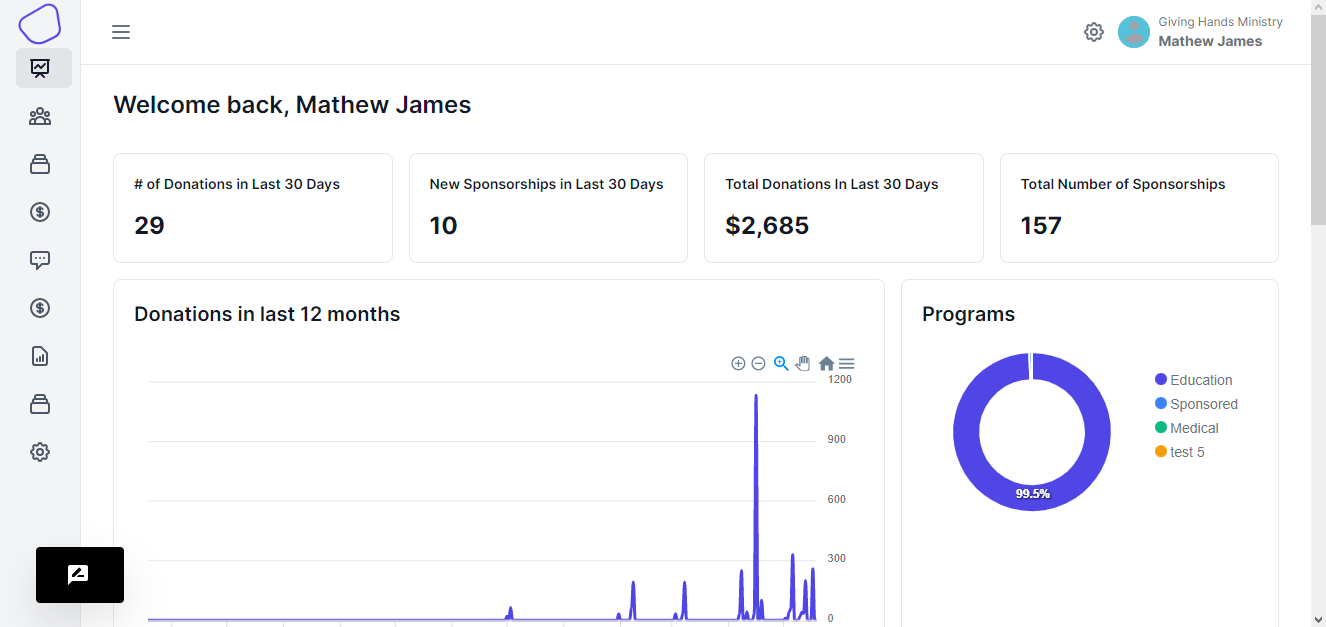 Giving Hands Ministry
Mathew James
Welcome back, Mathew James
# of Donations in Last 30 Days
29
New Sponsorships in Last 30 Days
10
Total Donations In Last 30 Days
$2,685
Total Number of Sponsorships
157
Donations in last 12 months
1200
900
600
300
0
Programs
99.5%
Education
Sponsored
Medical
test 5